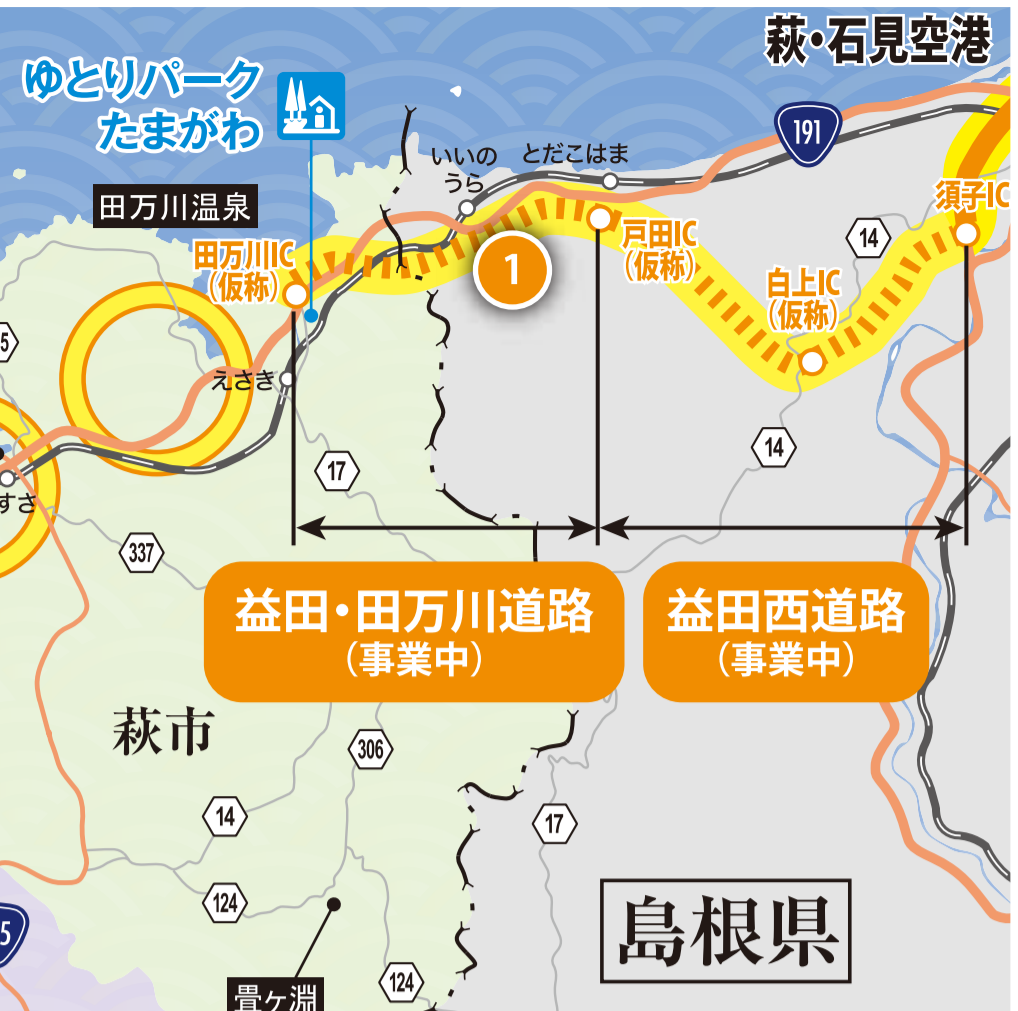 萩・石見空港
ゆとりパーク
たまがわ
191
いいの
うら
とだこはま
田万川温泉
須子IC
14
田万川IC
（仮称）
戸田IC
（仮称）
1
白上IC
（仮称）
5
えさき
14
17
すさ
337
益田・田万川道路
（事業中）
益田西道路
（事業中）
萩市
306
14
17
124
島根県
5
124
畳ヶ淵